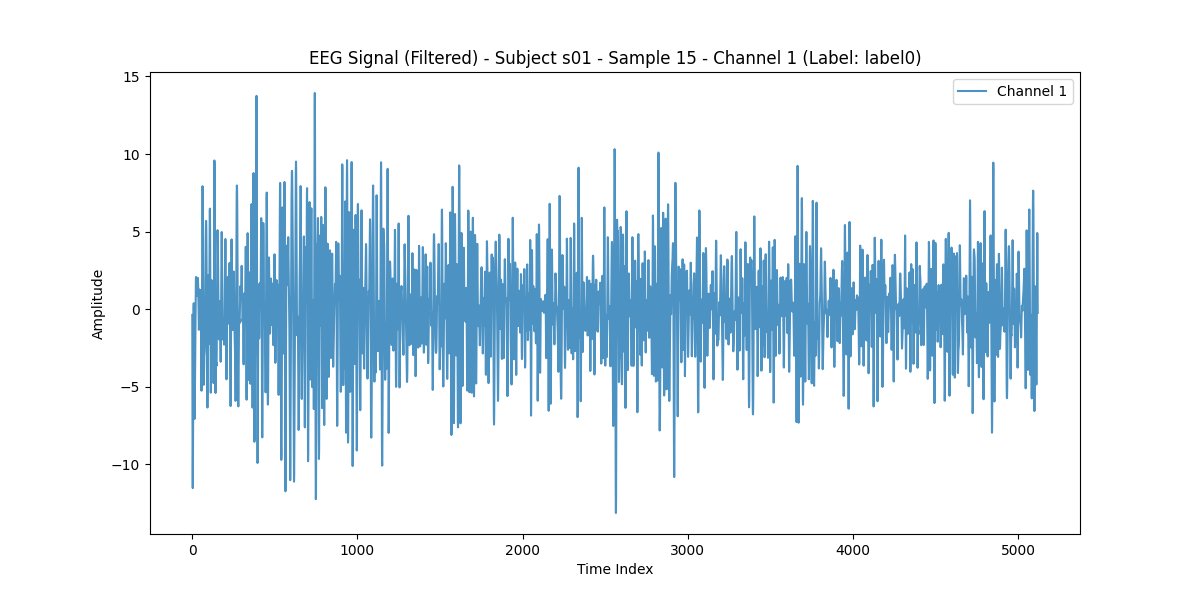 EEG Signal (Filtered) - Subject s01 - Sample 15 - Channel 1 (Label: label0)
Channel 1
15
10
5
0
−5
−10
Amplitude
0 1000 2000 3000 4000 5000
Time Index